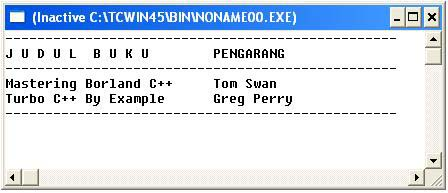 (Inactive C:\TCWIN45\BIN\NONAME00.EXE)
------------------------------------------------
J U D U L  B U K U        PENGARANG
------------------------------------------------
Mastering Borland C++     Tom Swan
Turbo C++ By Example      Greg Perry
------------------------------------------------